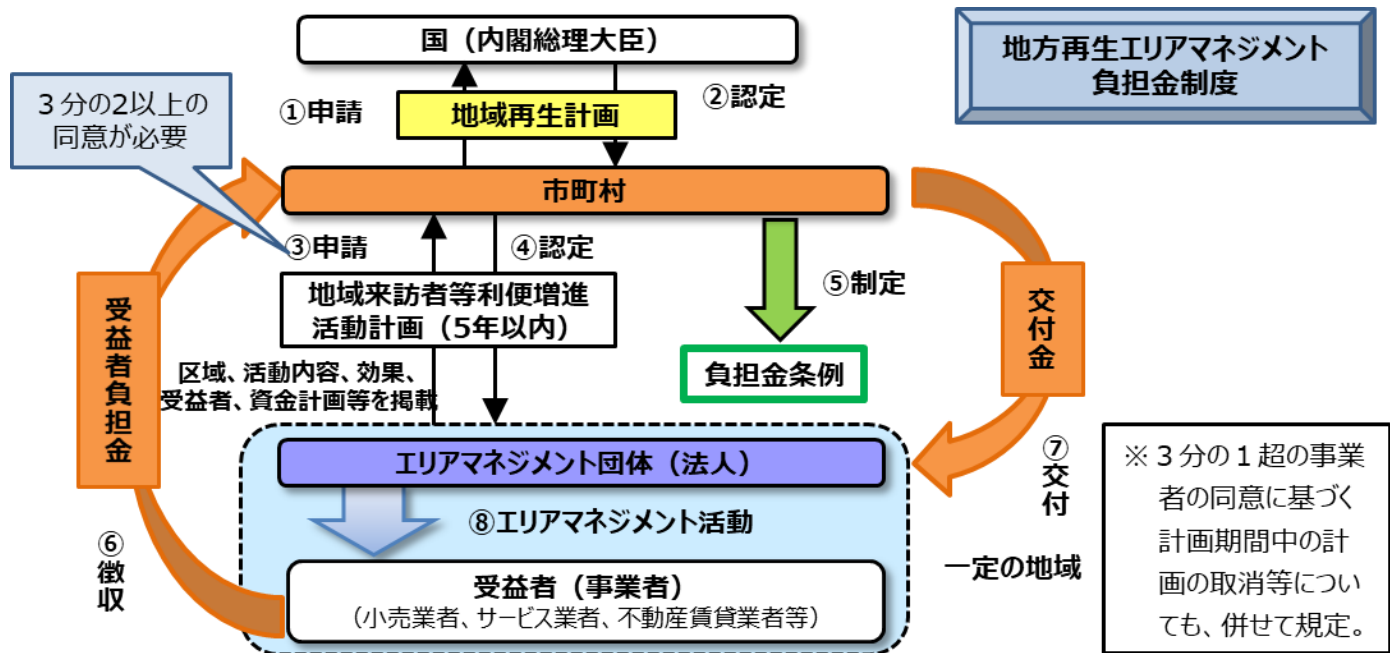 国（内閣総理大臣）
地方再生エリアマネジメント
負担金制度
３分の2以上の
同意が必要
①申請
②認定
地域再生計画
市町村
③申請
④認定
地域来訪者等利便増進
活動計画（5年以内）
⑤制定
負担金条例
区域、活動内容、効果、
受益者、資金計画等を掲載
受益者負担金
交付金
エリアマネジメント団体（法人）
⑦交付
⑧エリアマネジメント活動
⑥徴収
受益者（事業者）
（小売業者、サービス業者、不動産賃貸業者等）
一定の地域
※３分の１超の事業
者の同意に基づく
計画期間中の計
画の取消等につい
ても、併せて規定。